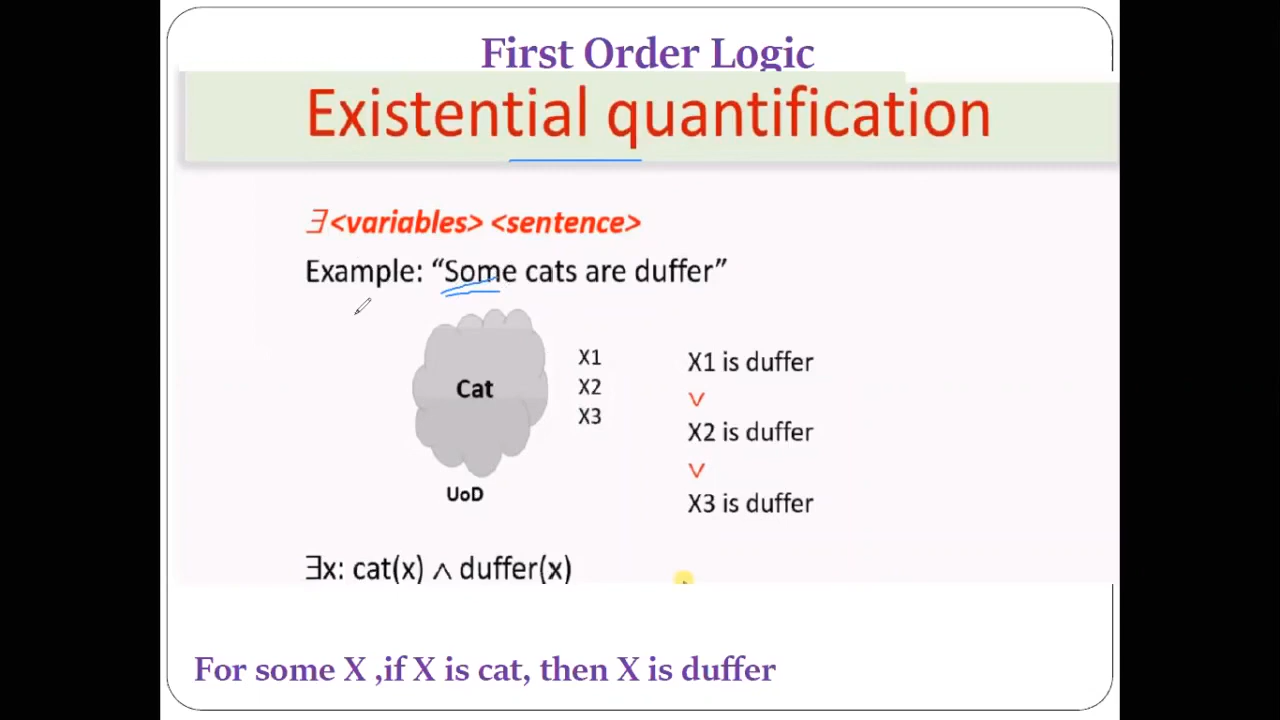 First Order Logic
Existential quantification
∃ <variables> <sentence>
Example: “Some cats are duffer”
Cat
UoD
X1
X2
X3
X1 is duffer
∨
X2 is duffer
∨
X3 is duffer
∃x: cat(x) ∧ duffer(x)
For some X ,if X is cat, then X is duffer